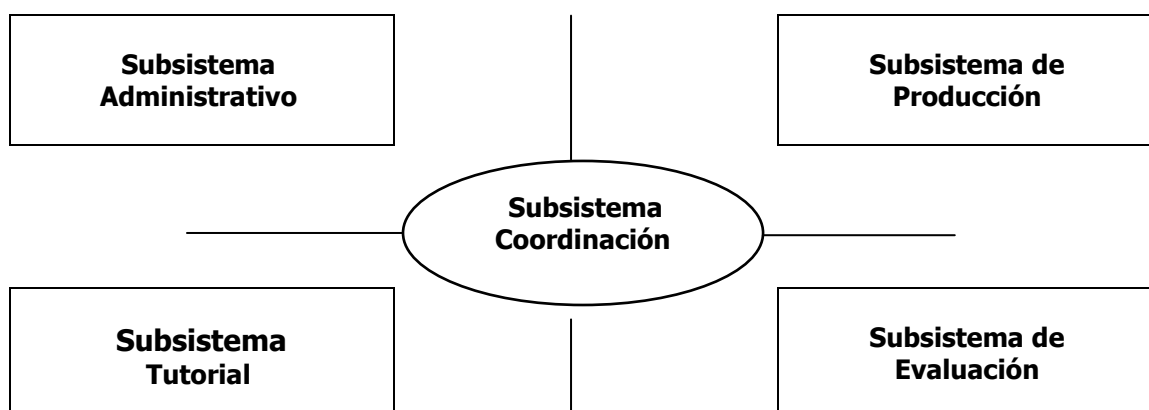 Subsistema
Administrativo
Subsistema de
Producción
Subsistema
Coordinación
Subsistema
Tutorial
Subsistema de
Evaluación